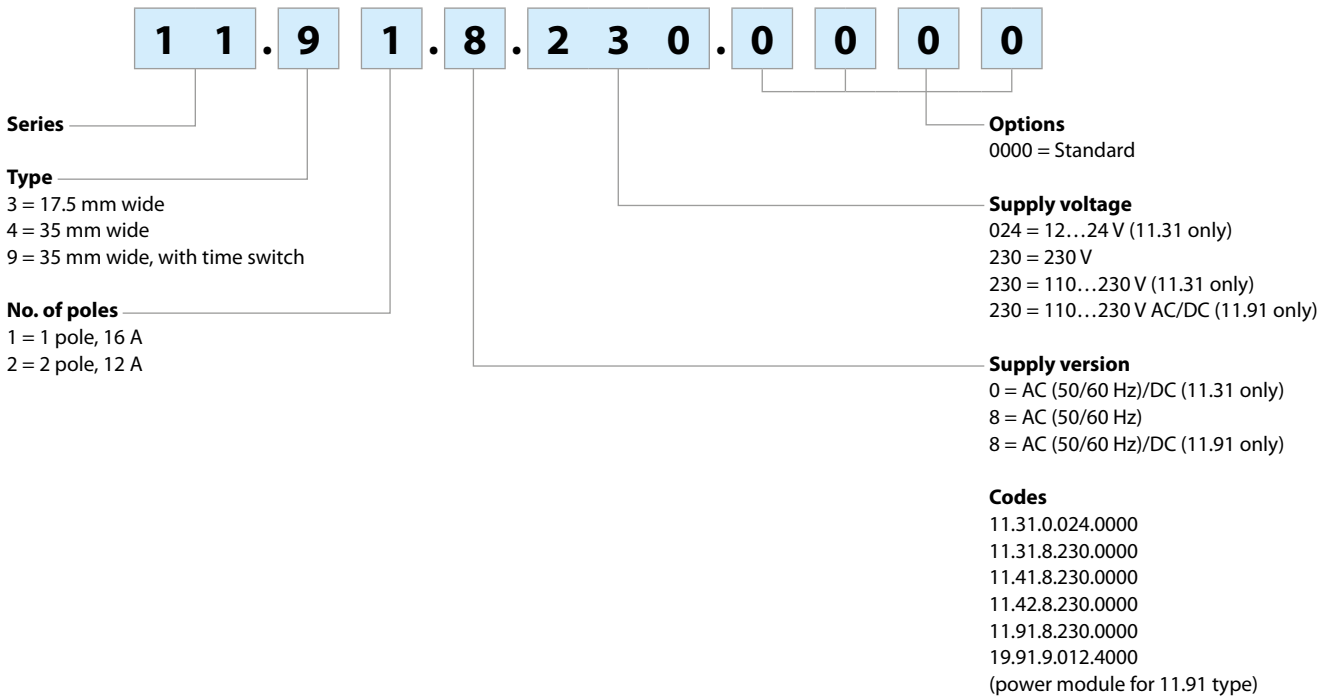 1 1 . 9 1 . 8 . 2 3 0 . 0 0 0 0
Series
Type
3 = 17.5 mm wide
4 = 35 mm wide
9 = 35 mm wide, with time switch
No. of poles
1 = 1 pole, 16 A
2 = 2 pole, 12 A
Options
0000 = Standard
Supply voltage
024 = 12…24 V (11.31 only)
230 = 230 V
230 = 110…230 V (11.31 only)
230 = 110…230 V AC/DC (11.91 only)
Supply version
0 = AC (50/60 Hz)/DC (11.31 only)
8 = AC (50/60 Hz)
8 = AC (50/60 Hz)/DC (11.91 only)
Codes
11.31.0.024.0000
11.31.8.230.0000
11.41.8.230.0000
11.42.8.230.0000
11.91.8.230.0000
19.91.9.012.4000
(power module for 11.91 type)